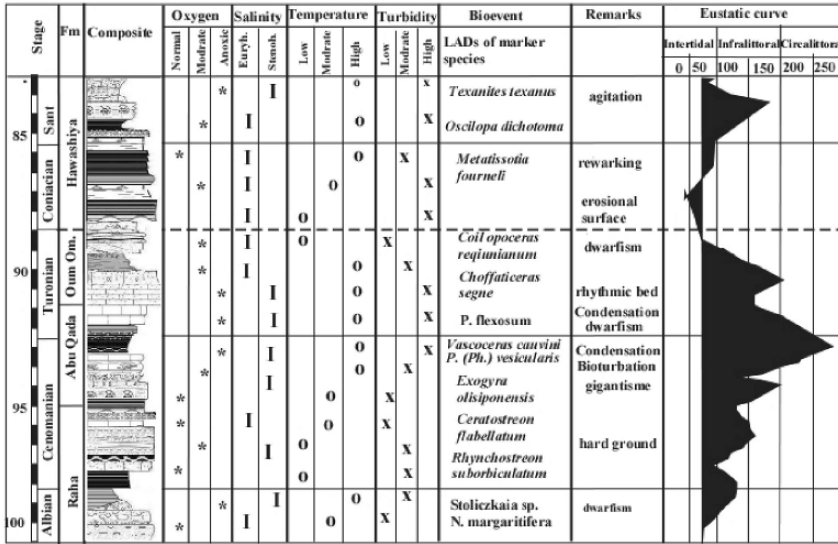 Stage
Fm
Composite
Oxygen
Salinity
Temperature
Turbidity
Bioevent
Remarks
Eustatic curve
Normal
Modrate
Anoxic
Euryh.
Stenoh.
Low
Modrate
High
Low
Modrate
High
LADs of marker
species
Intertidal
Infralittoral
Circalittoral
0 50 100 150 200 250
Sant
Coniacian
Turonian
Cenomanian
Albian
85
90
95
100
Hawashiya
Oum Om.
Abu Qada
Raha
* I o x
* I o x
* I o x
* I o x
I o x
* I o x
* I o x
* I o x
* I o x
* I o x
* I o x
* o x
* I o x
* I o x
* o x
* I o x
* I o x
Texanites texanus
Oscilopa dichotoma
Metatissotia
fourneli
Coil opoceras
reqiunianum
Choffaticeras
segne
P. flexosum
Vascoceras cauvini
P. (Ph.) vesicularis
Exogyra
olisiponensis
Ceratostreon
flabellatum
Rhynchostreon
suborbiculatum
Stoliczkaia sp.
N. margaritifera
agitation
rewarking
erosional
surface
dwarfism
rhythmic bed
Condensation
dwarfism
Condensation
Bioturbation
gigantisme
hard ground
dwarfism